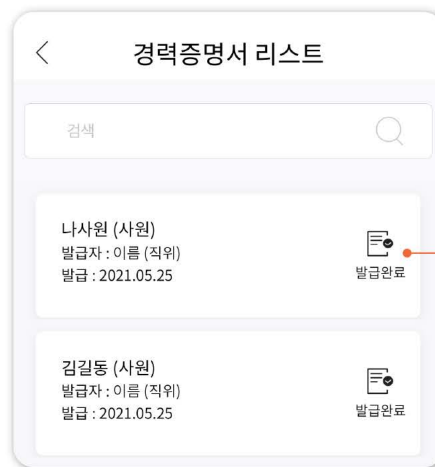 경력증명서 리스트
검색
나사원 (사원)
발급자 : 이름 (직위)
발급 : 2021.05.25
발급완료
김길동 (사원)
발급자 : 이름 (직위)
발급 : 2021.05.25
발급완료